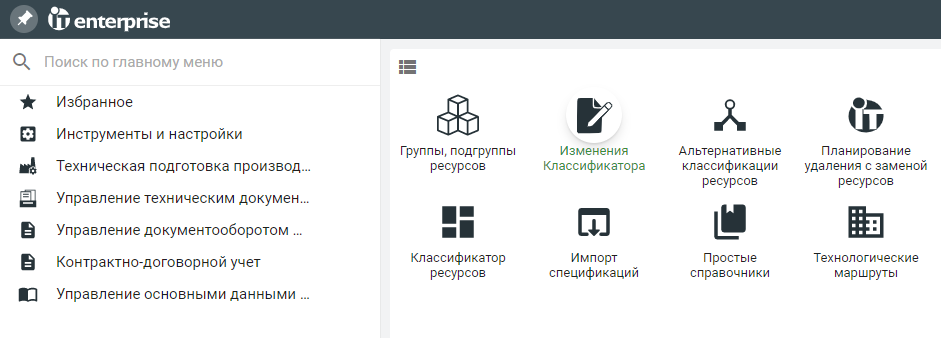 IT enterprise
Поиск по главному меню
Избранное
Инструменты и настройки
Техническая подготовка производ...
Управление техническим докумен...
Управление документооборотом ...
Контрактно-договорной учет
Управление основными данными ...
Группы, подгруппы
ресурсов
Изменения
Классификатора
Альтернативные
классификации
ресурсов
Планирование
удаления с заменой
ресурсов
Классификатор
ресурсов
Импорт
спецификаций
Простые
справочники
Технологические
маршруты